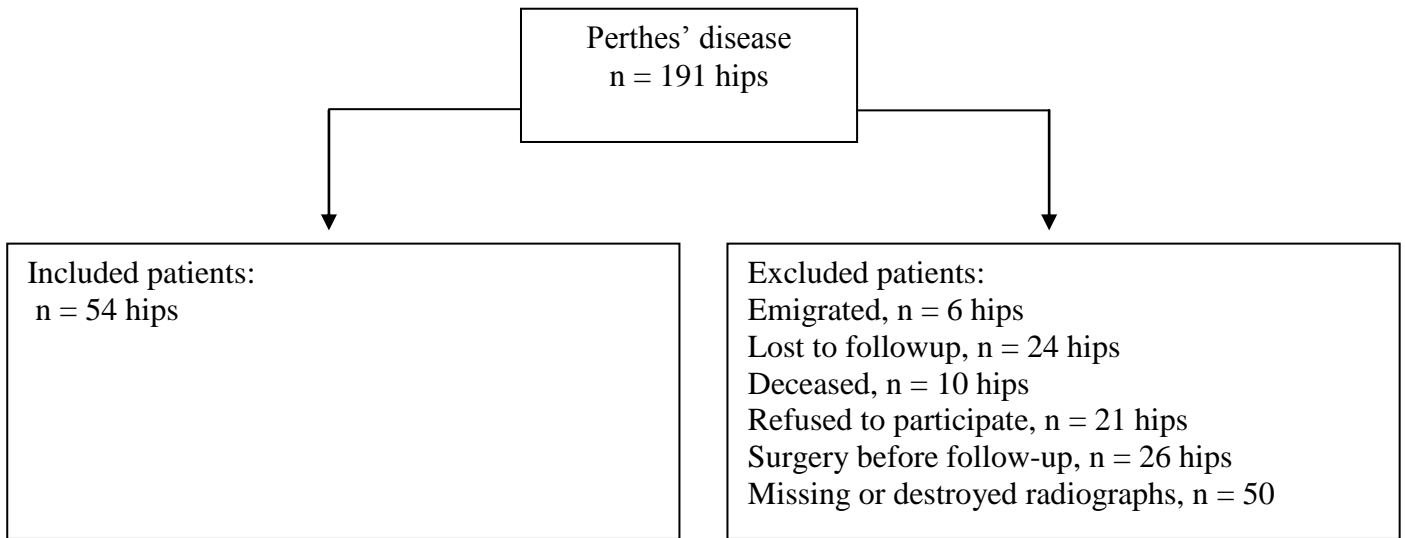 Perthes’ disease
n = 191 hips
Included patients:
n = 54 hips
Excluded patients:
Emigrated, n = 6 hips
Lost to followup, n = 24 hips
Deceased, n = 10 hips
Refused to participate, n = 21 hips
Surgery before follow-up, n = 26 hips
Missing or destroyed radiographs, n = 50